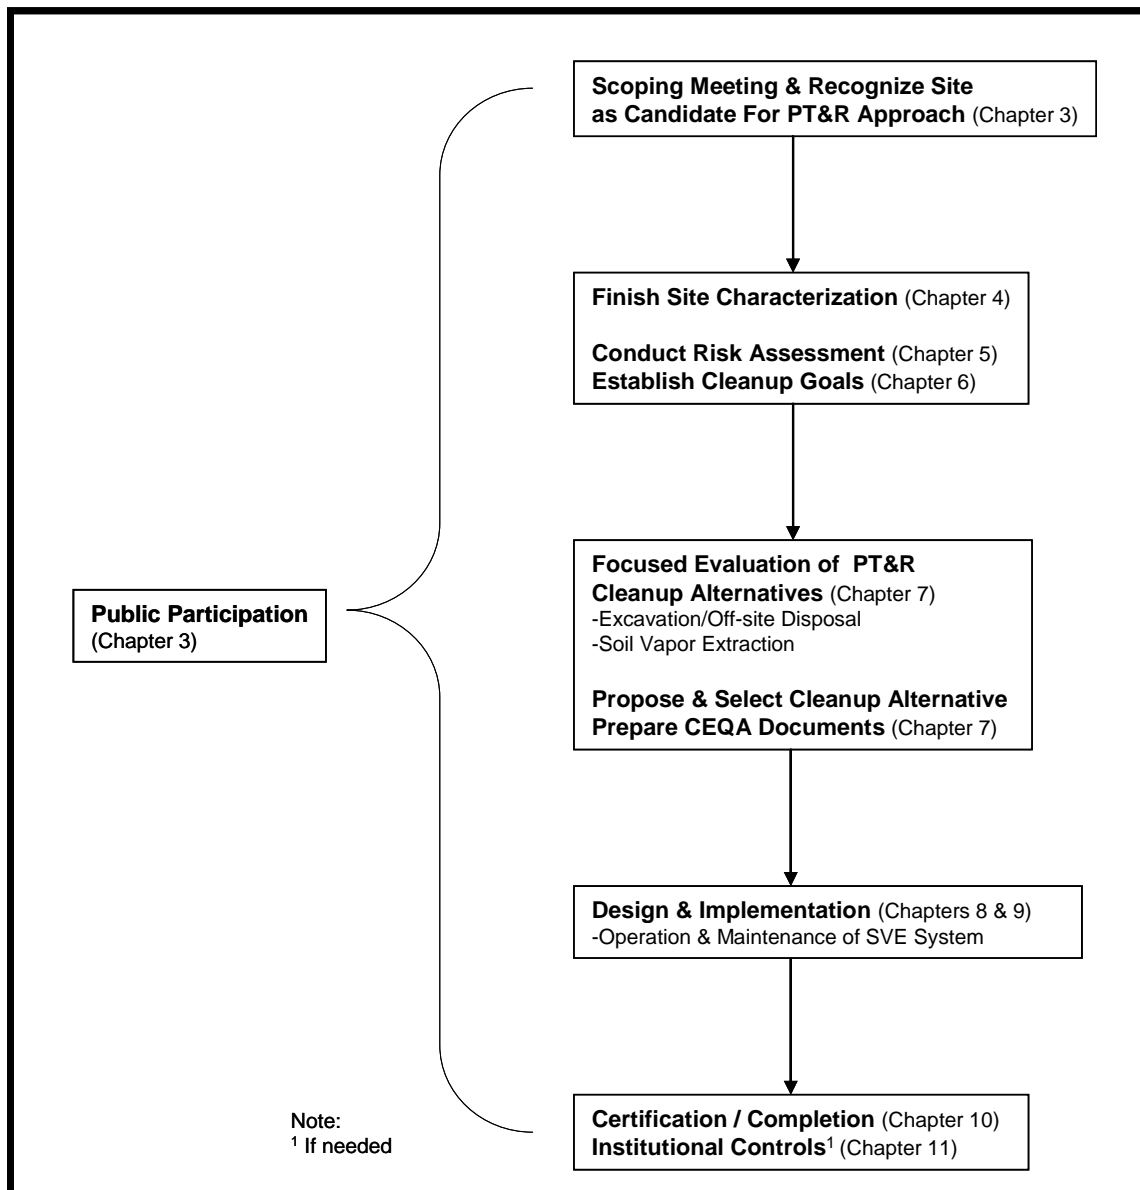 Scoping Meeting & Recognize Site
as Candidate For PT&R Approach (Chapter 3)
Finish Site Characterization (Chapter 4)
Conduct Risk Assessment (Chapter 5)
Establish Cleanup Goals (Chapter 6)
Focused Evaluation of PT&R
Cleanup Alternatives (Chapter 7)
-Excavation/Off-site Disposal
-Soil Vapor Extraction
Propose & Select Cleanup Alternative
Prepare CEQA Documents (Chapter 7)
Public Participation
(Chapter 3)
Design & Implementation (Chapters 8 & 9)
-Operation & Maintenance of SVE System
Certification / Completion (Chapter 10)
Institutional Controls¹ (Chapter 11)
Note:
¹ If needed